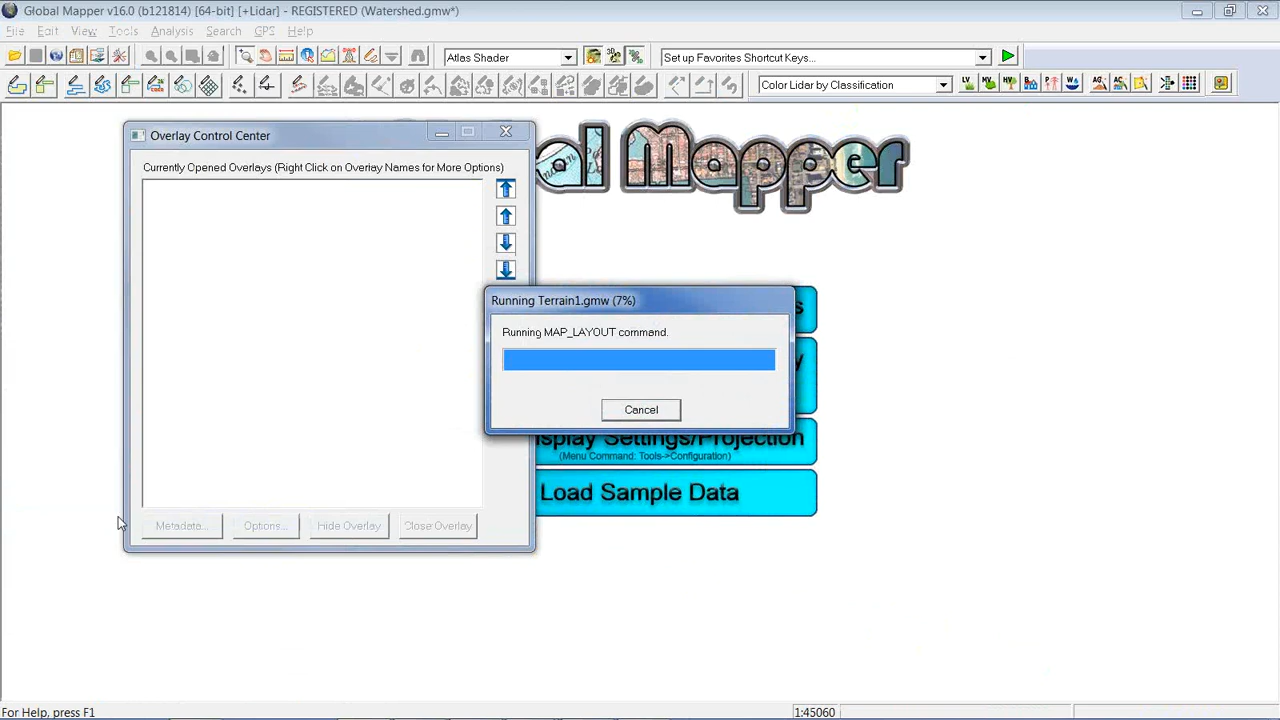 Global Mapper v16.0 (b121814) [64-bit] [+Lidar] - REGISTERED (Watershed.gmw*)
File Edit View Tools Analysis Search GPS Help
Atlas Shader
Set up Favorites Shortcut Keys...
Color Lidar by Classification
Overlay Control Center
Currently Opened Overlays (Right Click on Overlay Names for More Options)
al Mapper
Running Terrain1.gmw (7%)
Running MAP_LAYOUT command.
Cancel
s
y
isplay Settings/Projection
(Menu Command: Tools->Configuration)
Load Sample Data
Metadata... Options... Hide Overlay Close Overlay
For Help, press F1
1:45060